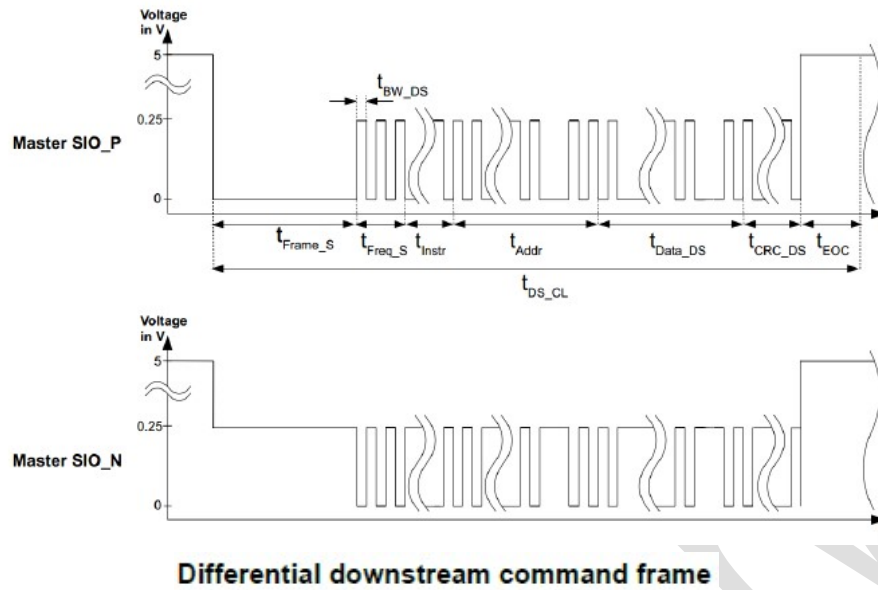 Voltage
in V
5
t_BW_DS
0.25
Master SIO_P
0
t_Frame_S t_Freq_S t_Instr t_Addr t_Data_DS t_CRC_DS t_EOC
t_DS_CL
Voltage
in V
5
0.25
Master SIO_N
0
Differential downstream command frame